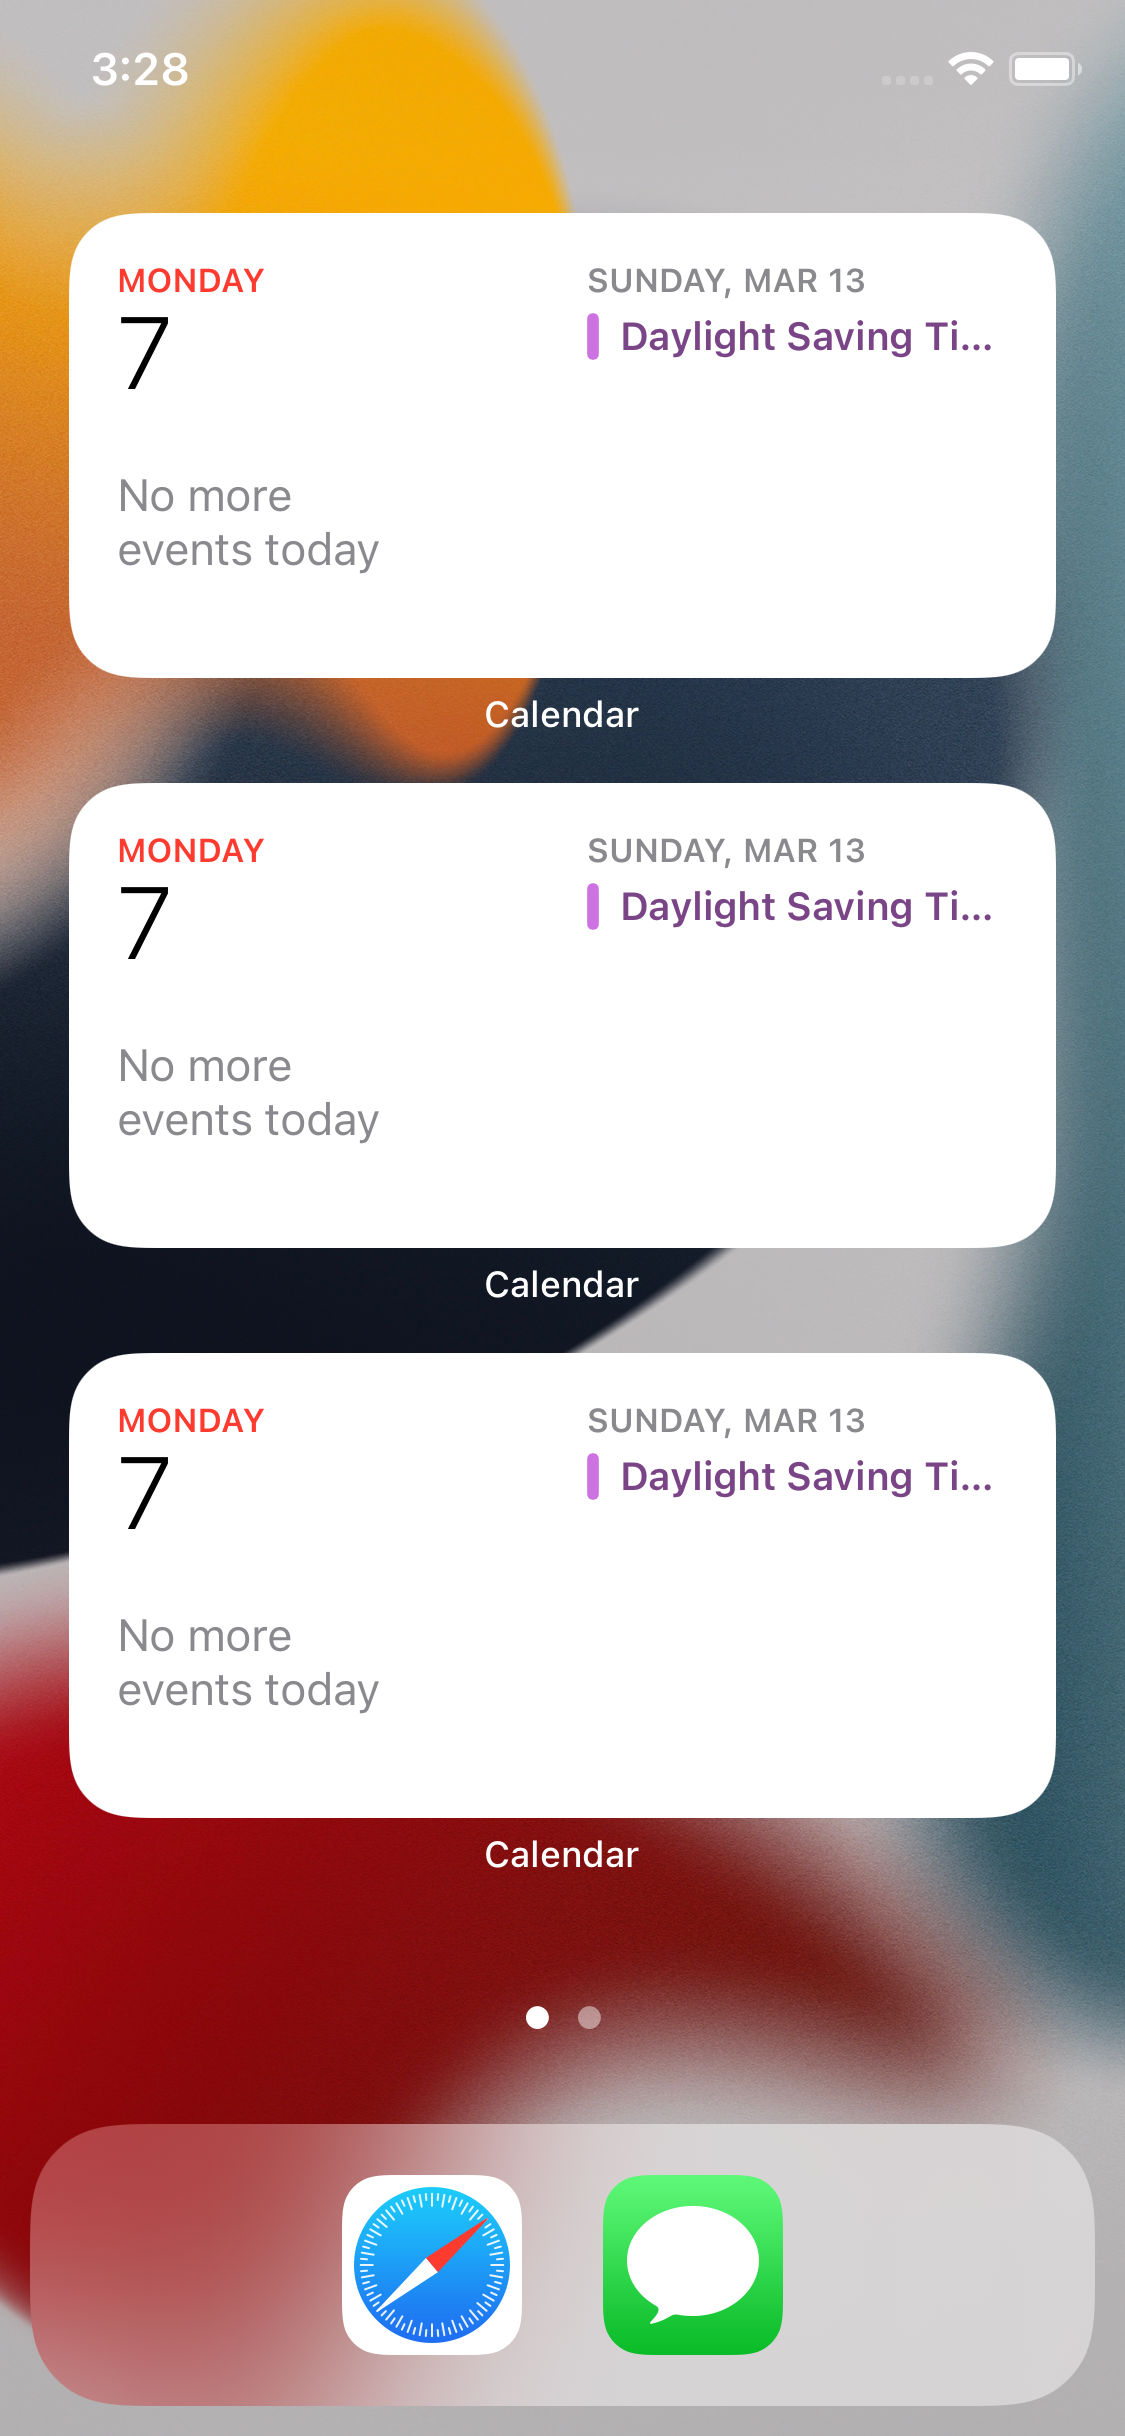 3:28
MONDAY
7
No more
events today
SUNDAY, MAR 13
Daylight Saving Ti...
Calendar
MONDAY
7
No more
events today
SUNDAY, MAR 13
Daylight Saving Ti...
Calendar
MONDAY
7
No more
events today
SUNDAY, MAR 13
Daylight Saving Ti...
Calendar